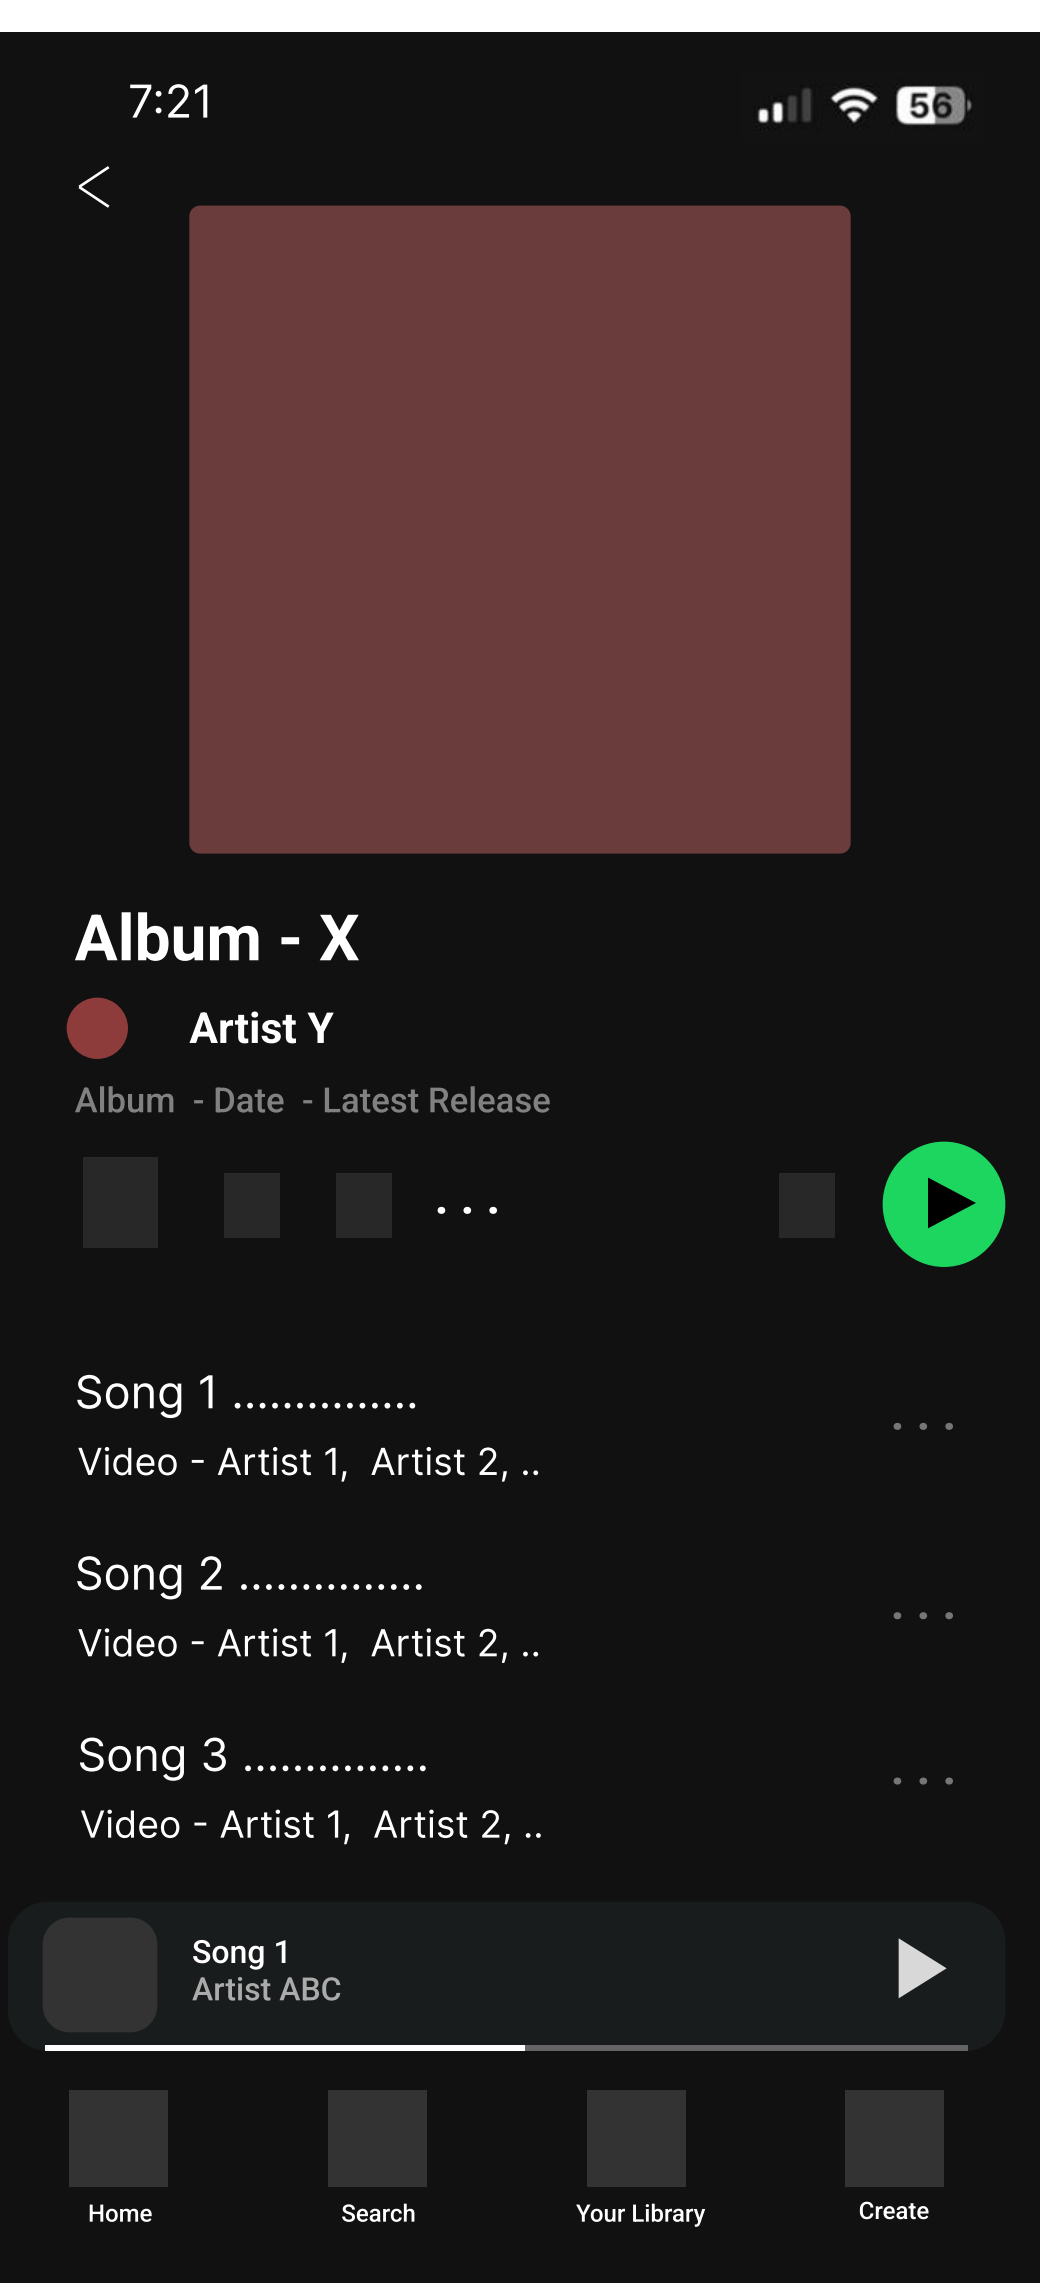 7:21
56
Album - X
Artist Y
Album - Date - Latest Release
. . .
Song 1 ...............
. . .
Video - Artist 1, Artist 2, ..
Song 2 ...............
. . .
Video - Artist 1, Artist 2, ..
Song 3 ...............
. . .
Video - Artist 1, Artist 2, ..
Song 1
Artist ABC
Home
Search
Your Library
Create